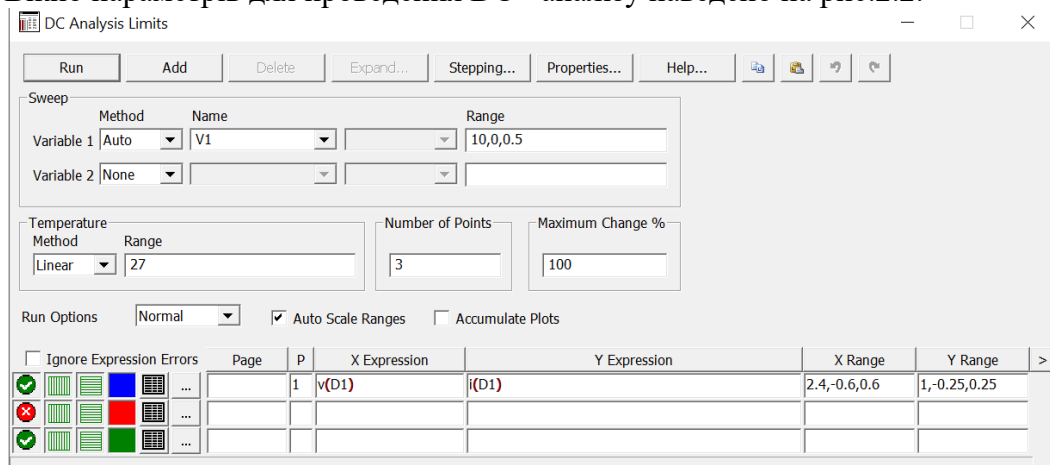 DC Analysis Limits
Run Add Delete Expand... Stepping... Properties... Help...
Sweep
Method Name Range
Variable 1 Auto V1 10,0,0.5
Variable 2 None
Temperature Number of Points Maximum Change %
Method Range
Linear 27 3 100
Run Options Normal Auto Scale Ranges Accumulate Plots
Ignore Expression Errors Page P X Expression Y Expression X Range Y Range >
... 1 v(D1) i(D1) 2.4,-0.6,0.6 1,-0.25,0.25
...
...